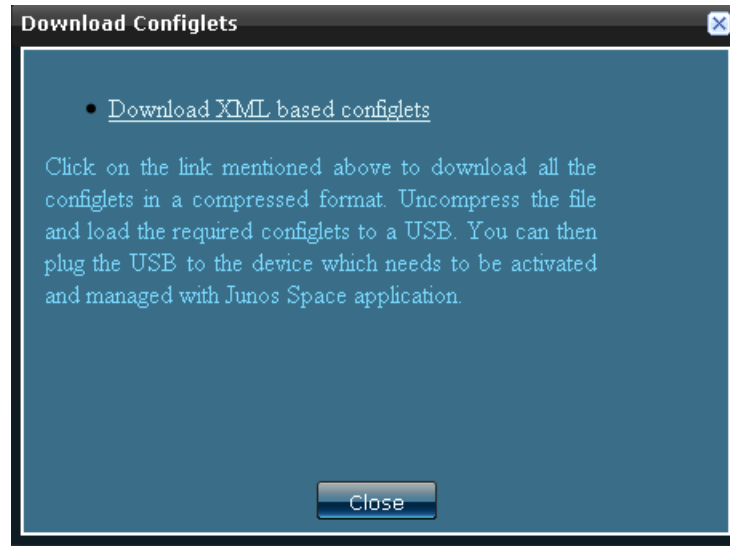 Download Configlets
Download XML based configlets
Click on the link mentioned above to download all the
configlets in a compressed format. Uncompress the file
and load the required configlets to a USB. You can then
plug the USB to the device which needs to be activated
and managed with Junos Space application.
Close